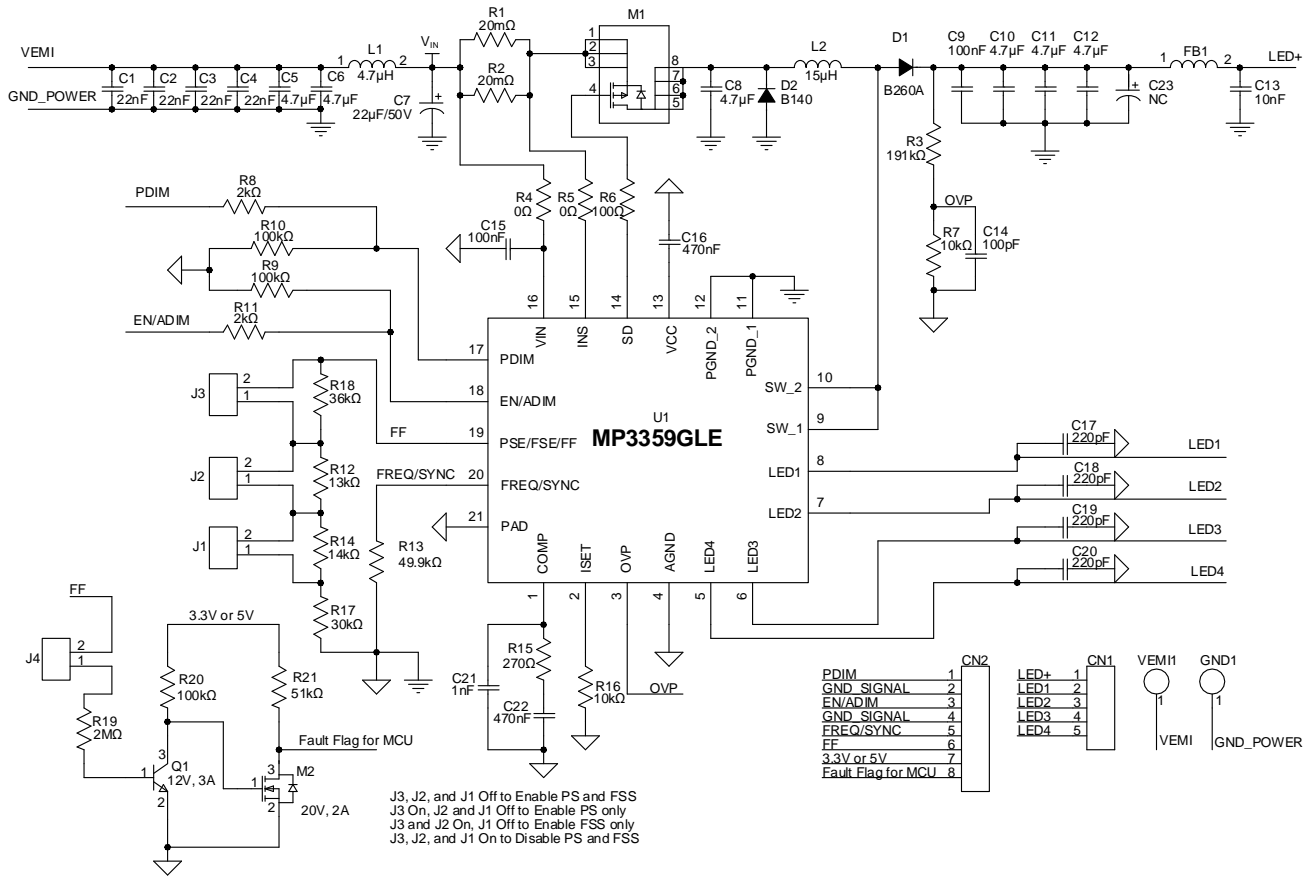 VEMI
GND_POWER
C1
22nF
C2
22nF
C3
22nF
C4
22nF
C5
4.7µF
C6
4.7µF
1
L1
2
4.7µH
VIN
C7
22µF/50V
R1
20mΩ
R2
20mΩ
M1
1
2
3
4
8
7
6
5
C8
4.7µF
D2
B140
L2
15µH
D1
B260A
C9
100nF
C10
4.7µF
C11
4.7µF
C12
4.7µF
C23
NC
1
FB1
2
LED+
C13
10nF
R3
191kΩ
OVP
R7
10kΩ
C14
100pF
PDIM
R8
2kΩ
R10
100kΩ
R9
100kΩ
EN/ADIM
R11
2kΩ
C15
100nF
R4
0Ω
R5
0Ω
R6
100Ω
C16
470nF
16
15
14
13
12
11
VIN
INS
SD
VCC
PGND_2
PGND_1
17
PDIM
18
EN/ADIM
19
PSE/FSE/FF
20
FREQ/SYNC
21
PAD
U1
MP3359GLE
SW_2
10
SW_1
9
LED1
8
LED2
7
COMP
ISET
OVP
AGND
LED4
LED3
1
2
3
4
5
6
J3
2
1
R18
36kΩ
FF
J2
2
1
R12
13kΩ
FREQ/SYNC
J1
2
1
R14
14kΩ
R13
49.9kΩ
R17
30kΩ
C17
220pF
LED1
C18
220pF
LED2
C19
220pF
LED3
C20
220pF
LED4
FF
J4
2
1
R19
2MΩ
3.3V or 5V
R20
100kΩ
R21
51kΩ
Fault Flag for MCU
3
1
Q1
12V, 3A
2
3
M2
1
2
20V, 2A
C21
1nF
R15
270Ω
C22
470nF
R16
10kΩ
OVP
CN2
PDIM 1
GND_SIGNAL 2
EN/ADIM 3
GND_SIGNAL 4
FREQ/SYNC 5
FF 6
3.3V or 5V 7
Fault Flag for MCU 8
CN1
LED+ 1
LED1 2
LED2 3
LED3 4
LED4 5
VEMI1
1
VEMI
GND1
1
GND_POWER
J3, J2, and J1 Off to Enable PS and FSS
J3 On, J2 and J1 Off to Enable PS only
J3 and J2 On, J1 Off to Enable FSS only
J3, J2, and J1 On to Disable PS and FSS